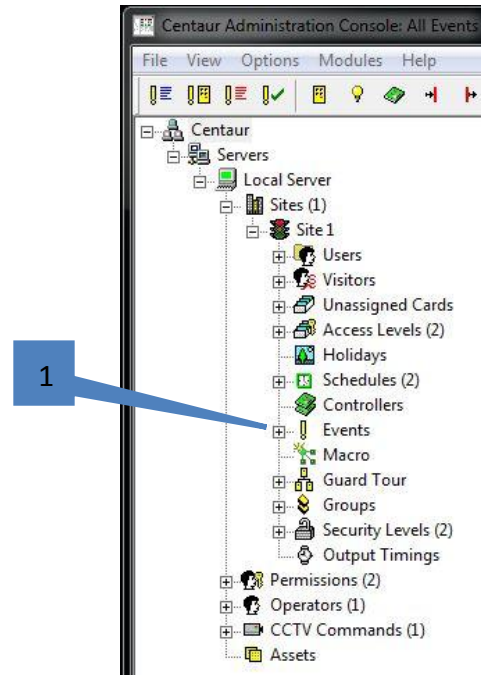 Centaur Administration Console: All Events
File View Options Modules Help
Centaur
Servers
Local Server
Sites (1)
Site 1
Users
Visitors
Unassigned Cards
Access Levels (2)
Holidays
Schedules (2)
Controllers
1
Events
Macro
Guard Tour
Groups
Security Levels (2)
Output Timings
Permissions (2)
Operators (1)
CCTV Commands (1)
Assets